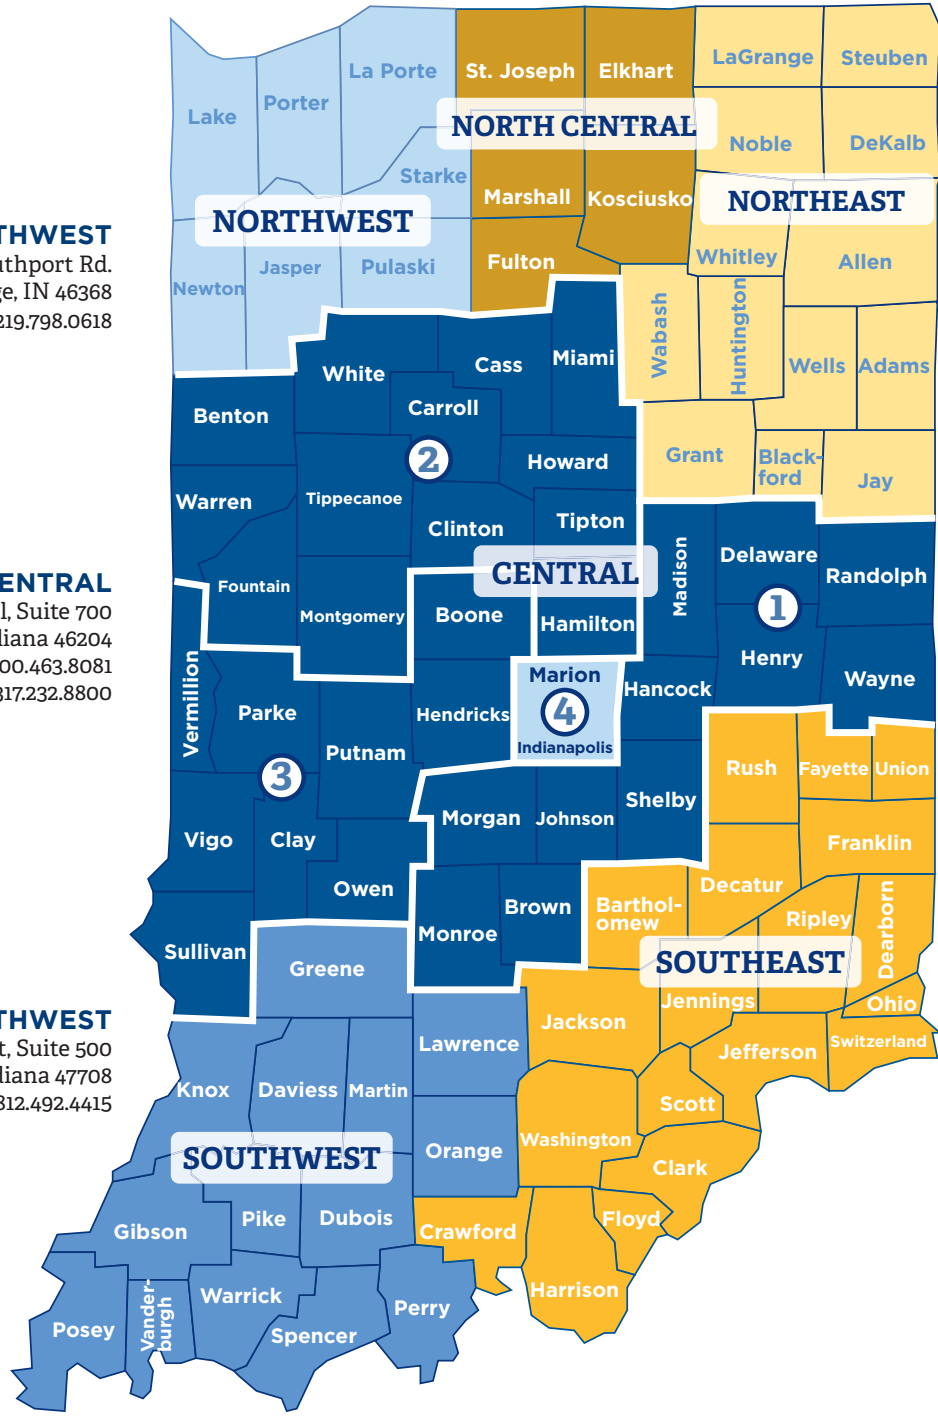 THWEST
uthport Rd.
ge, IN 46368
219.798.0618
ENTRAL
l, Suite 700
diana 46204
00.463.8081
317.232.8800
THWEST
t, Suite 500
diana 47708
812.492.4415
Lake
Porter
La Porte
St. Joseph
Elkhart
LaGrange
Steuben
NORTH CENTRAL
Noble
DeKalb
Starke
Marshall
Kosciusko
NORTHWEST
NORTHEAST
Newton
Jasper
Pulaski
Fulton
Whitley
Allen
Wabash
Huntington
Wells
Adams
White
Cass
Miami
Benton
Carroll
2
Howard
Grant
Black-
ford
Jay
Warren
Tippecanoe
Clinton
Tipton
CENTRAL
Madison
Delaware
Randolph
Fountain
Montgomery
Boone
Hamilton
1
Henry
Wayne
Vermillion
Parke
Putnam
Hendricks
Marion
4
Indianapolis
Hancock
3
Rush
Fayette
Union
Vigo
Clay
Morgan
Johnson
Shelby
Franklin
Owen
Decatur
Sullivan
Monroe
Brown
Barthol-
omew
Ripley
Dearborn
Greene
SOUTHEAST
Jennings
Ohio
Lawrence
Jackson
Jefferson
Switzerland
Knox
Daviess
Martin
Scott
SOUTHWEST
Orange
Washington
Clark
Gibson
Pike
Dubois
Crawford
Floyd
Harrison
Posey
Vander-
burgh
Warrick
Spencer
Perry